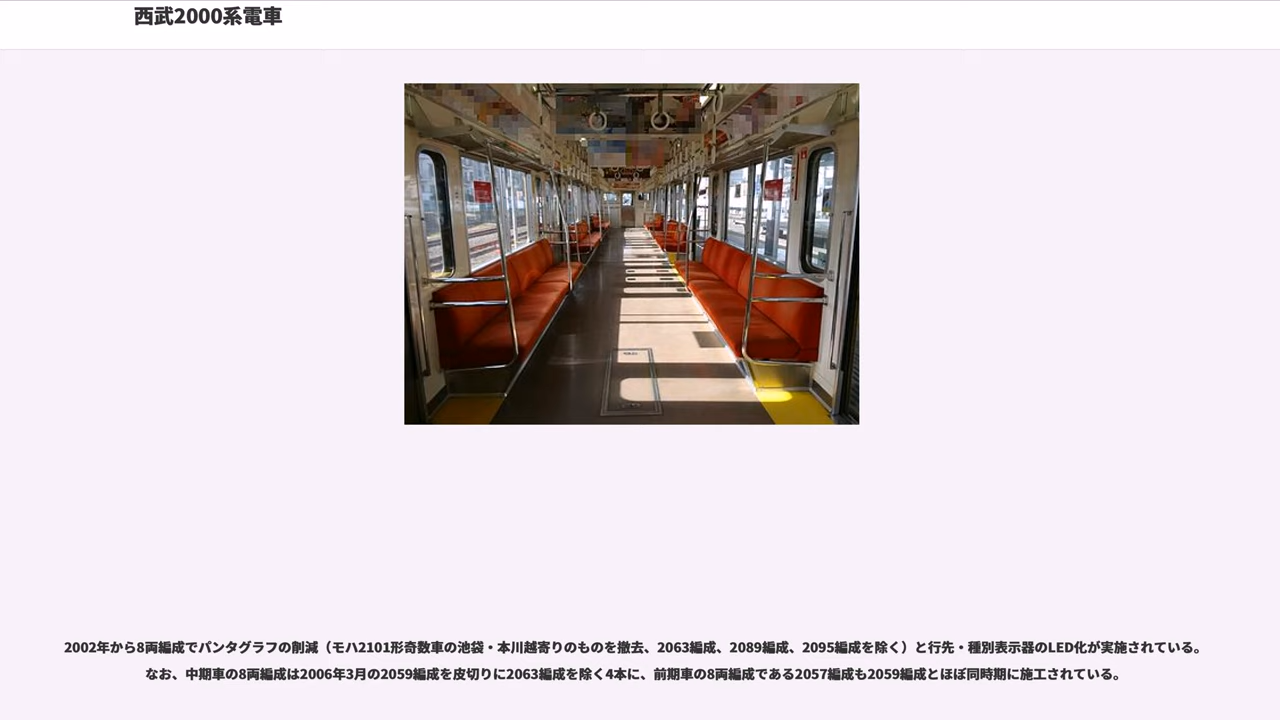 西武2000系電車
2002年から8両編成でパンタグラフの削減（モハ2101形奇数車の池袋・本川越寄りのものを撤去、2063編成、2089編成、2095編成を除く）と行先・種別表示器のLED化が実施されている。
なお、中期車の8両編成は2006年3月の2059編成を皮切りに2063編成を除く4本に、前期車の8両編成である2057編成も2059編成とほぼ同時期に施工されている。